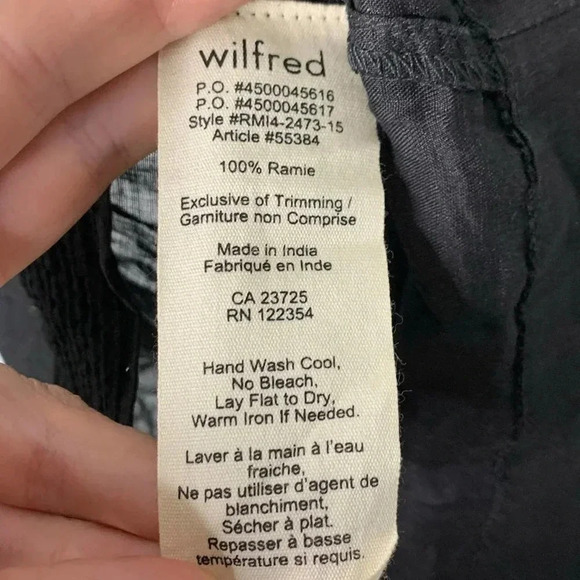 wilfred
P.O. #4500045616
P.O. #4500045617
Style #RMI4-2473-15
Article #55384
100% Ramie
Exclusive of Trimming /
Garniture non Comprise
Made in India
Fabriqué en Inde
CA 23725
RN 122354
Hand Wash Cool,
No Bleach,
Lay Flat to Dry,
Warm Iron If Needed.
Laver à la main à l'eau
fraiche,
Ne pas utiliser d'agent de
blanchiment,
Sécher à plat.
Repasser à basse
température si requis.